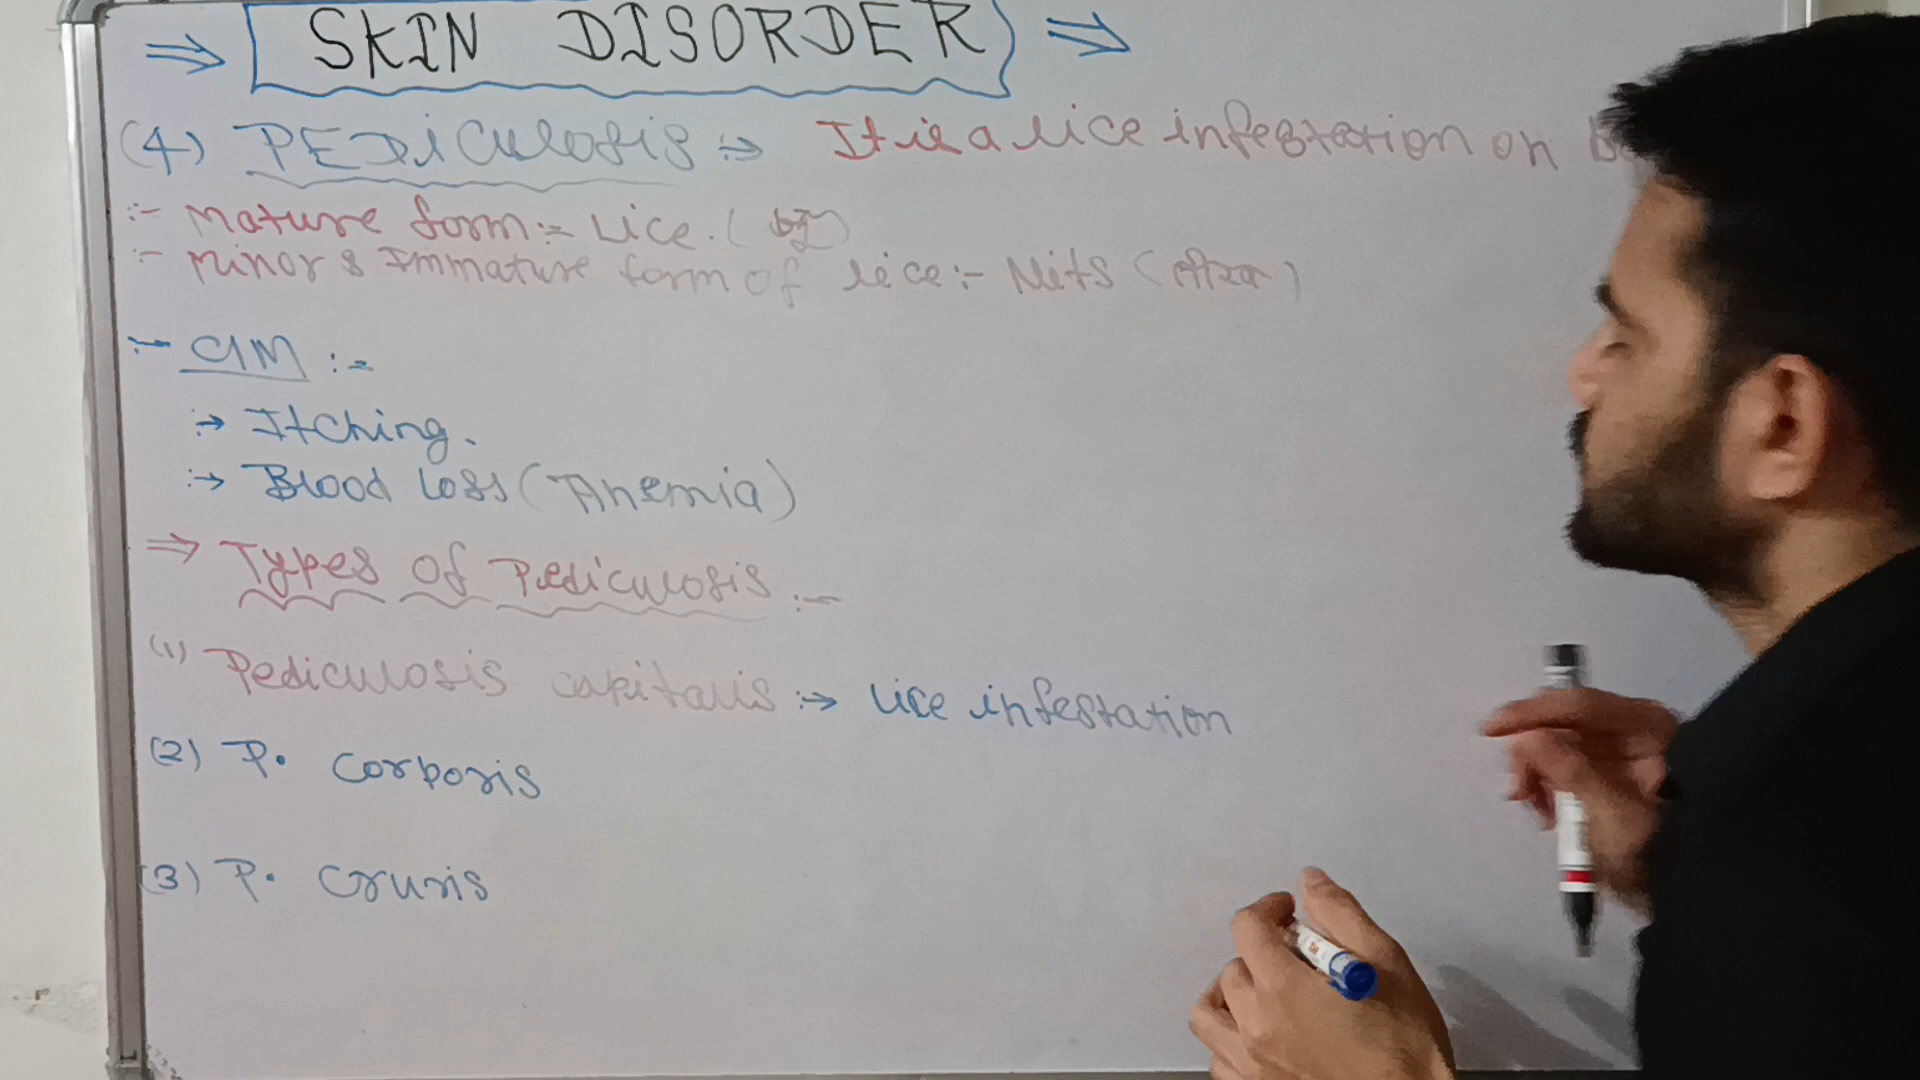 ⇒ SKIN DISORDER ⇒
(4) PEDiCulosis :→ It is a lice infestation on
:- Mature form :- Lice.
:- Minor & Immature form of lice :- Nits
:- C/M :-
:→ Itching.
:→ Blood Loss (Anemia)
⇒ Types of Pediculosis :-
(1) Pediculosis capitalis :→ lice infestation
(2) P. corporis
(3) P. cruris